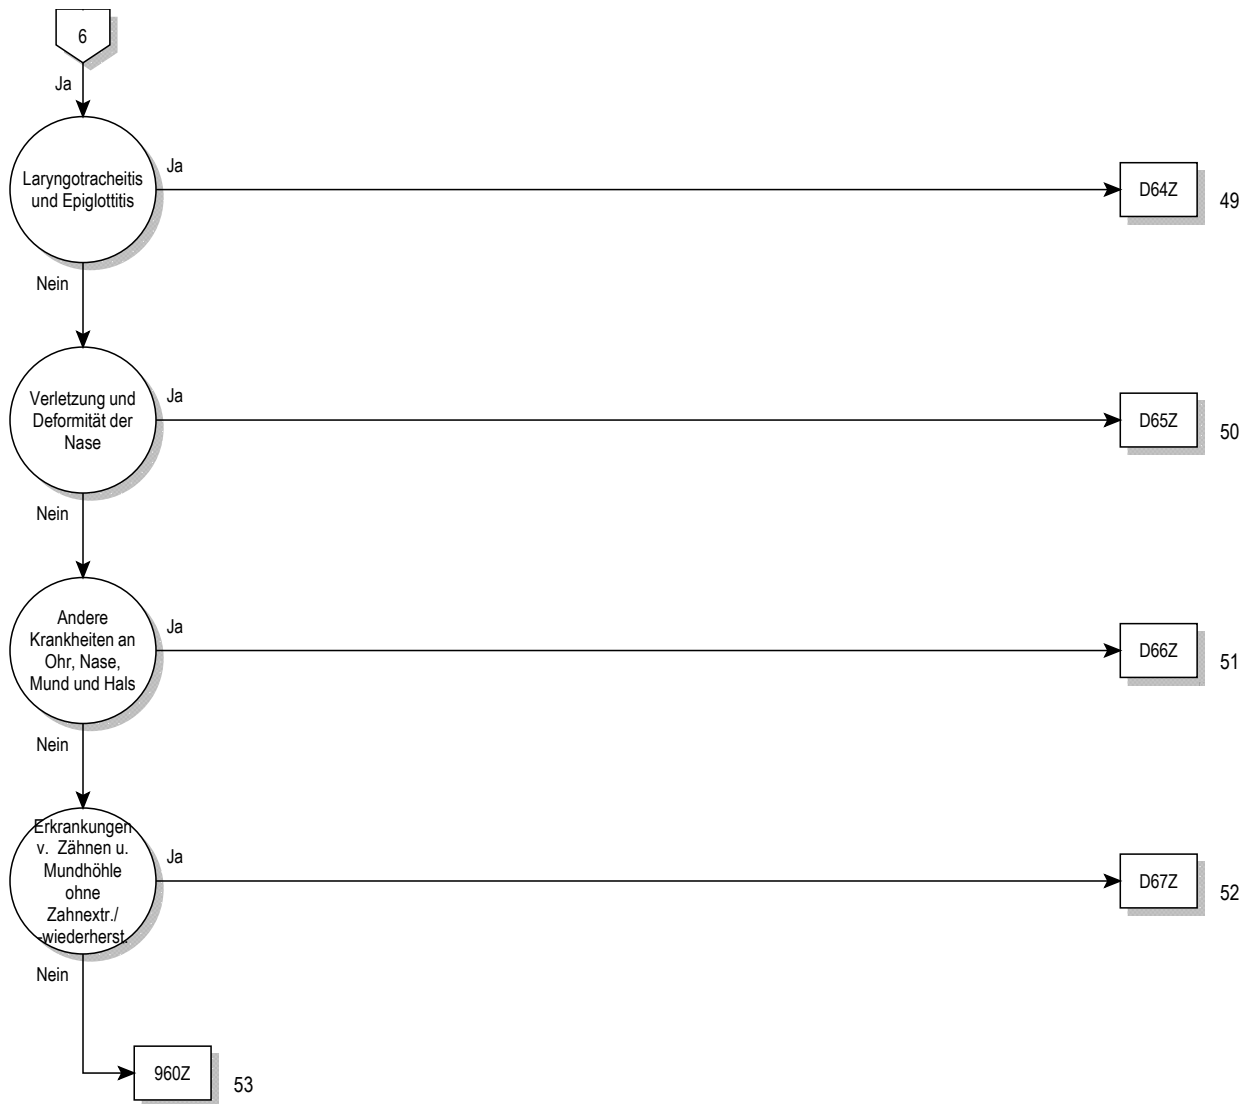 6
Ja
Laryngotracheitis
und Epiglottitis
Ja
D64Z
49
Nein
Verletzung und
Deformität der
Nase
Ja
D65Z
50
Nein
Andere
Krankheiten an
Ohr, Nase,
Mund und Hals
Ja
D66Z
51
Nein
Erkrankungen
v. Zähnen u.
Mundhöhle
ohne
Zahnextr./
-wiederherst.
Ja
D67Z
52
Nein
960Z
53